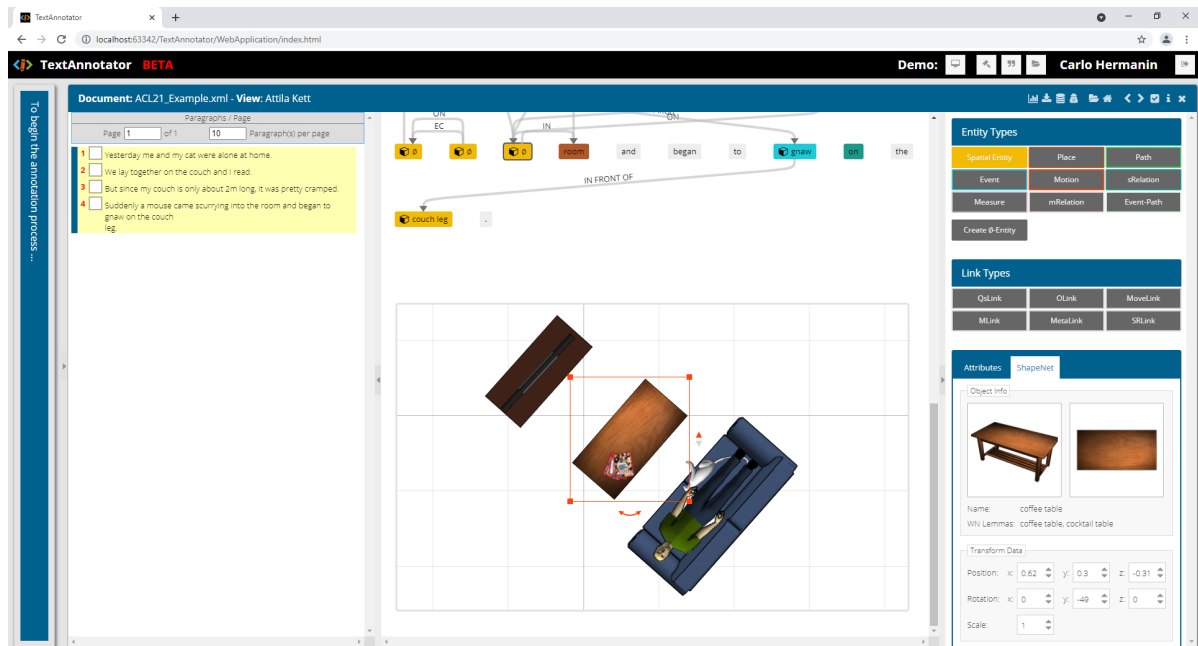 TextAnnotator
localhost:63342/TextAnnotator/WebApplication/index.html
TextAnnotator BETA
Demo:
Carlo Hermanin
To begin the annotation process ...
Document: ACL21_Example.xml - View: Attila Kett
Paragraphs / Page
Page 1 of 1 10 Paragraph(s) per page
1 Yesterday me and my cat were alone at home.
2 We lay together on the couch and I read.
3 But since my couch is only about 2m long, it was pretty cramped.
4 Suddenly a mouse came scurrying into the room and began to
gnaw on the couch
leg.
ON
EC
IN
ON
ø ø ø room and began to gnaw on the
IN FRONT OF
couch leg .
Entity Types
Spatial Entity Place Path
Event Motion sRelation
Measure mRelation Event-Path
Create Ø-Entity
Link Types
QsLink OLink MoveLink
MLink MetaLink SRLink
Attributes ShapeNet
Object Info
Name: coffee table
WN Lemmas: coffee table, cocktail table
Transform Data
Position: x: 0.62 y: 0.3 z: -0.31
Rotation: x: 0 y: -49 z: 0
Scale: 1